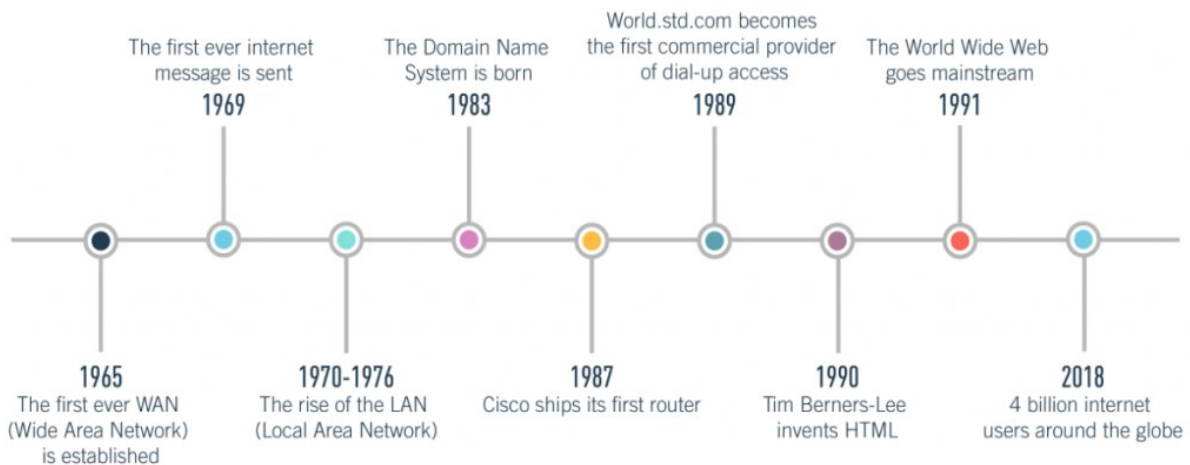 The first ever internet
message is sent
1969
The Domain Name
System is born
1983
World.std.com becomes
the first commercial provider
of dial-up access
1989
The World Wide Web
goes mainstream
1991
1965
The first ever WAN
(Wide Area Network)
is established
1970-1976
The rise of the LAN
(Local Area Network)
1987
Cisco ships its first router
1990
Tim Berners-Lee
invents HTML
2018
4 billion internet
users around the globe